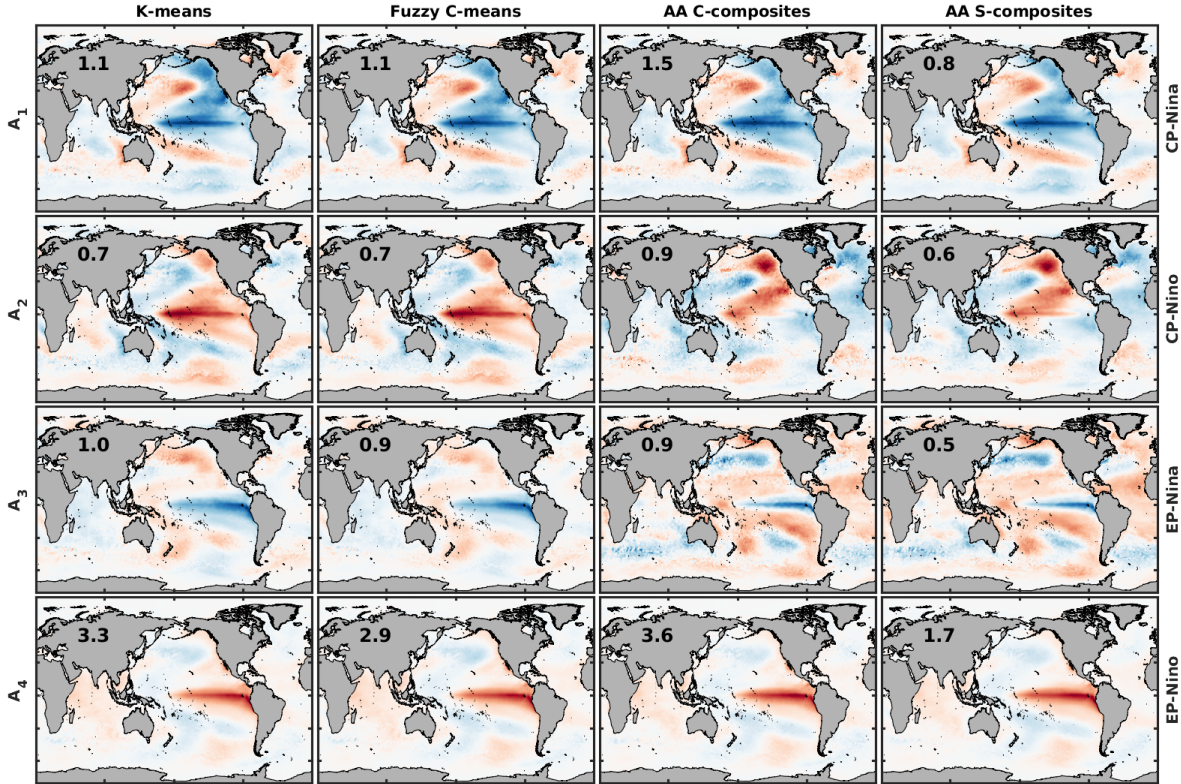 K-means Fuzzy C-means AA C-composites AA S-composites
A1 1.1 1.1 1.5 0.8 CP-Nina
A2 0.7 0.7 0.9 0.6 CP-Nino
A3 1.0 0.9 0.9 0.5 EP-Nina
A4 3.3 2.9 3.6 1.7 EP-Nino